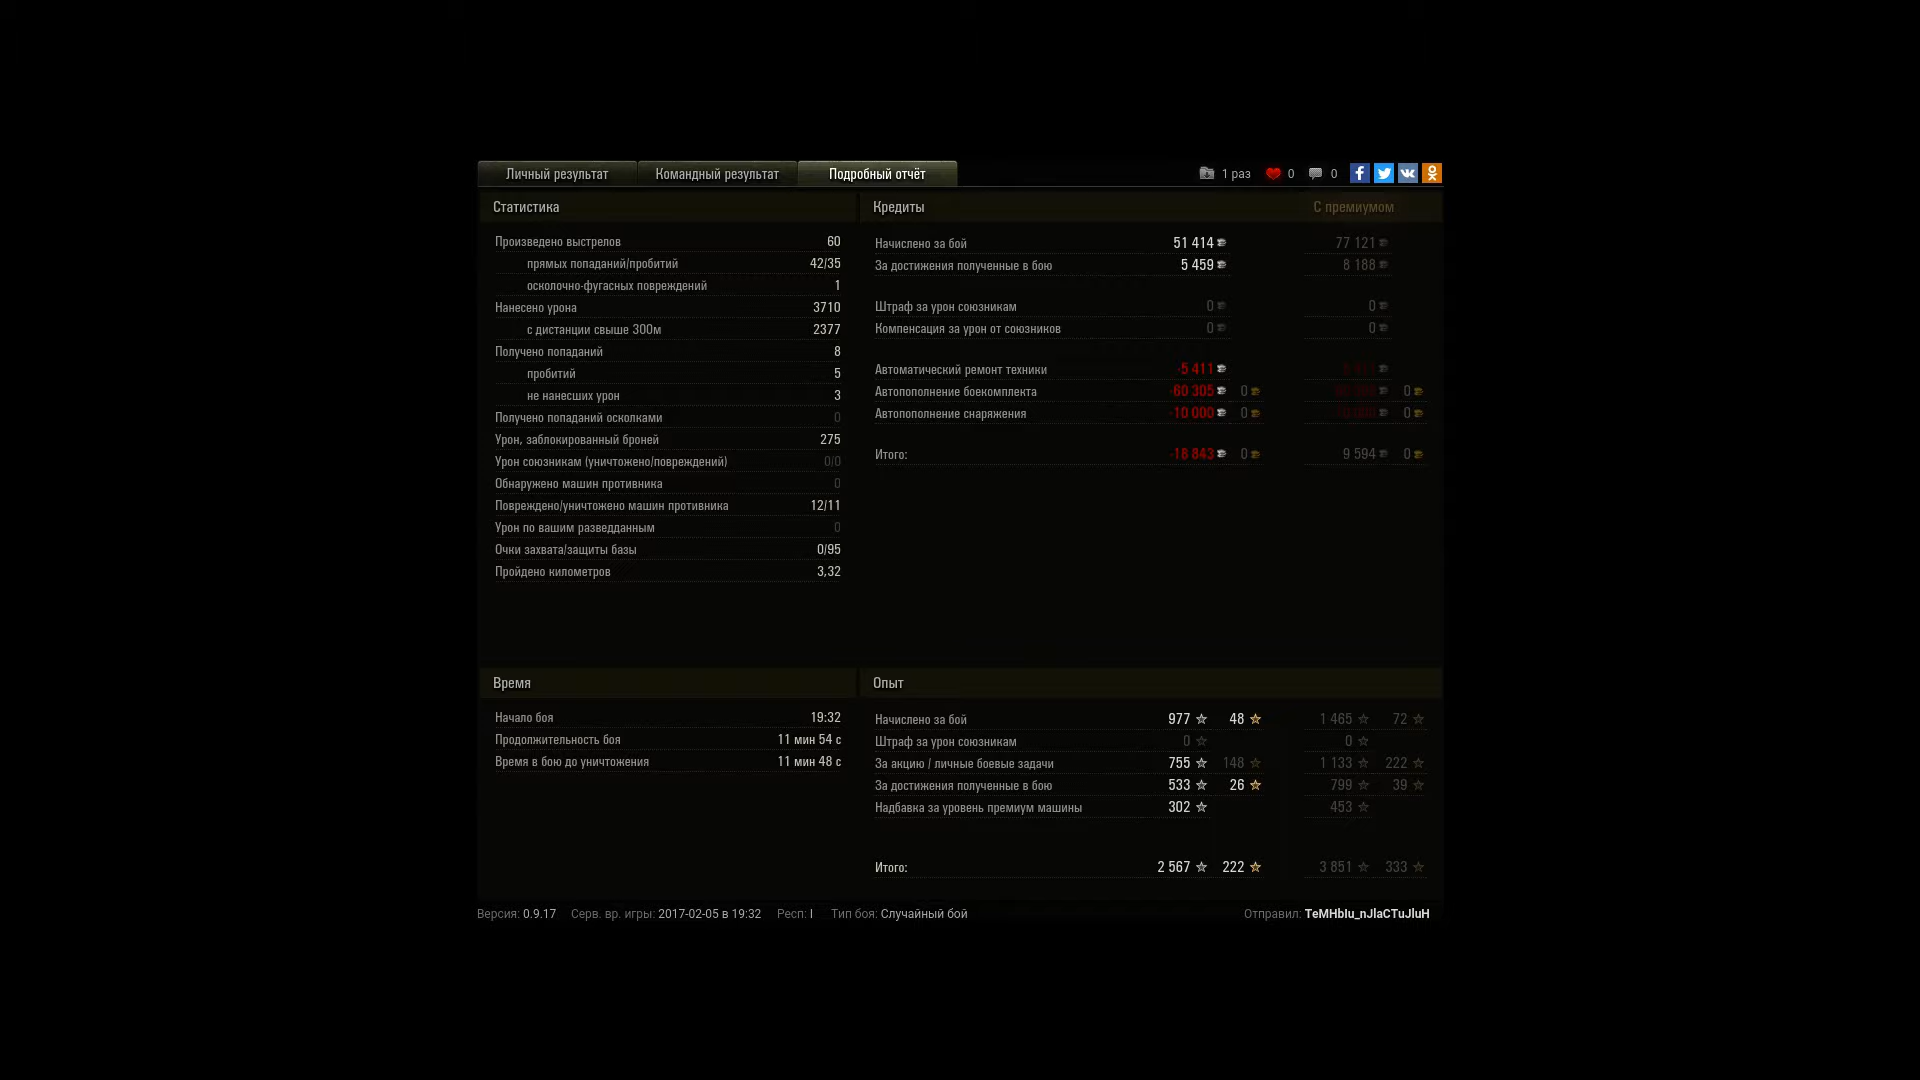 Личный результат Командный результат Подробный отчёт 1 раз 0 0
Статистика
Произведено выстрелов 60
прямых попаданий/пробитий 42/35
осколочно-фугасных повреждений 1
Нанесено урона 3710
с дистанции свыше 300м 2377
Получено попаданий 8
пробитий 5
не нанесших урон 3
Получено попаданий осколками 0
Урон, заблокированный броней 275
Урон союзникам (уничтожено/повреждений) 0/0
Обнаружено машин противника 0
Повреждено/уничтожено машин противника 12/11
Урон по вашим разведданным 0
Очки захвата/защиты базы 0/95
Пройдено километров 3,32
Кредиты С премиумом
Начислено за бой 51 414 77 121
За достижения полученные в бою 5 459 8 188
Штраф за урон союзникам 0 0
Компенсация за урон от союзников 0 0
Автоматический ремонт техники -5 411
Автопополнение боекомплекта -60 305 0 0
Автопополнение снаряжения -10 000 0 0
Итого: -18 843 0 9 594 0
Время
Начало боя 19:32
Продолжительность боя 11 мин 54 с
Время в бою до уничтожения 11 мин 48 с
Опыт
Начислено за бой 977 48 1 465 72
Штраф за урон союзникам 0 0
За акцию / личные боевые задачи 755 148 1 133 222
За достижения полученные в бою 533 26 799 39
Надбавка за уровень премиум машины 302 453
Итого: 2 567 222 3 851 333
Версия: 0.9.17 Серв. вр. игры: 2017-02-05 в 19:32 Респ: I Тип боя: Случайный бой Отправил: TeMHbIu_nJlaCTuJluH